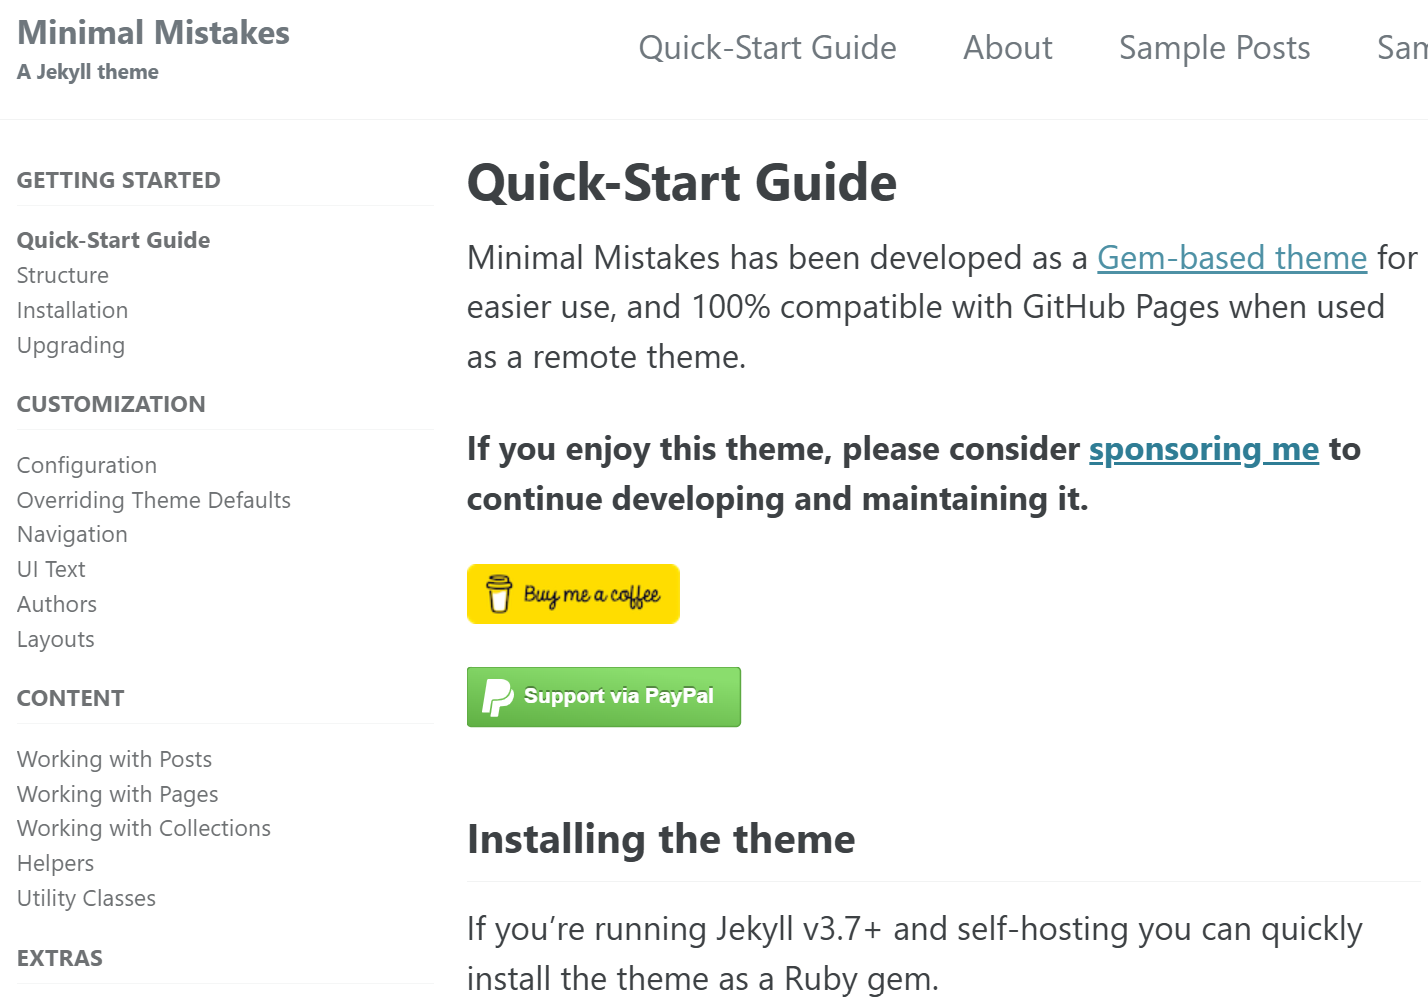 Minimal Mistakes
A Jekyll theme
Quick-Start Guide
About
Sample Posts
GETTING STARTED
Quick-Start Guide
Structure
Installation
Upgrading
CUSTOMIZATION
Configuration
Overriding Theme Defaults
Navigation
UI Text
Authors
Layouts
CONTENT
Working with Posts
Working with Pages
Working with Collections
Helpers
Utility Classes
EXTRAS
Quick-Start Guide
Minimal Mistakes has been developed as a Gem-based theme for
easier use, and 100% compatible with GitHub Pages when used
as a remote theme.
If you enjoy this theme, please consider sponsoring me to
continue developing and maintaining it.
Buy me a coffee
Support via PayPal
Installing the theme
If you’re running Jekyll v3.7+ and self-hosting you can quickly
install the theme as a Ruby gem.